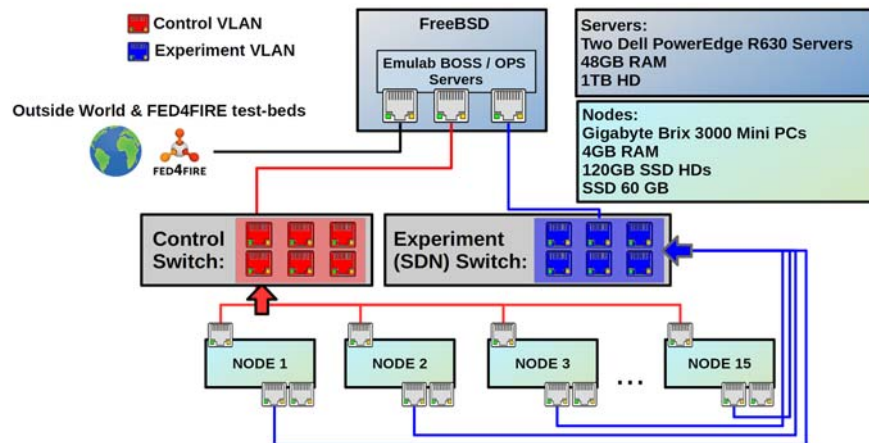 Control VLAN
Experiment VLAN
FreeBSD
Emulab BOSS / OPS
Servers
Servers:
Two Dell PowerEdge R630 Servers
48GB RAM
1TB HD
Outside World & FED4FIRE test-beds
FED4FIRE
Nodes:
Gigabyte Brix 3000 Mini PCs
4GB RAM
120GB SSD HDs
SSD 60 GB
Control
Switch:
Experiment
(SDN) Switch:
NODE 1
NODE 2
NODE 3
...
NODE 15